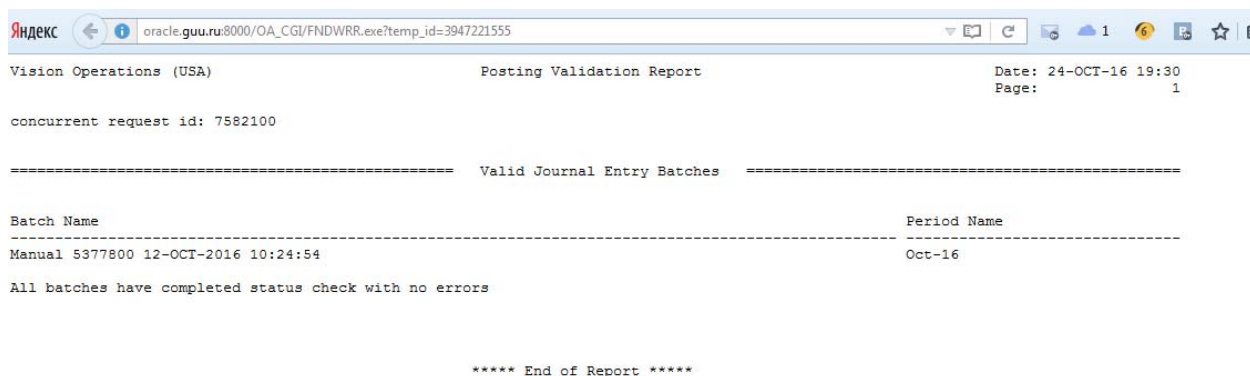 Яндекс oracle.guu.ru:8000/OA_CGI/FNDWRR.exe?temp_id=3947221555 1 6
Vision Operations (USA) Posting Validation Report Date: 24-OCT-16 19:30
Page: 1
concurrent request id: 7582100
================================================== Valid Journal Entry Batches =================================================
Batch Name Period Name
---------------------------------------------------------------------------------------------------- -------------------------------
Manual 5377800 12-OCT-2016 10:24:54 Oct-16
All batches have completed status check with no errors
***** End of Report *****